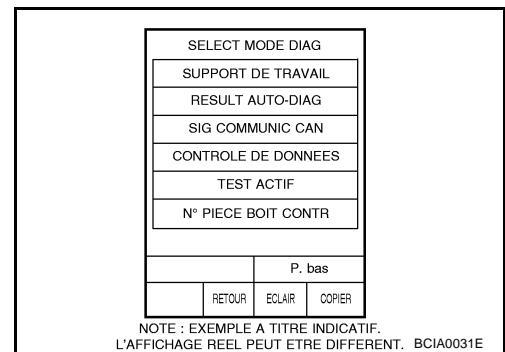 SELECT MODE DIAG
SUPPORT DE TRAVAIL
RESULT AUTO-DIAG
SIG COMMUNIC CAN
CONTROLE DE DONNEES
TEST ACTIF
N° PIECE BOIT CONTR
P. bas
RETOUR ECLAIR COPIER
NOTE : EXEMPLE A TITRE INDICATIF.
L'AFFICHAGE REEL PEUT ETRE DIFFERENT. BCIA0031E